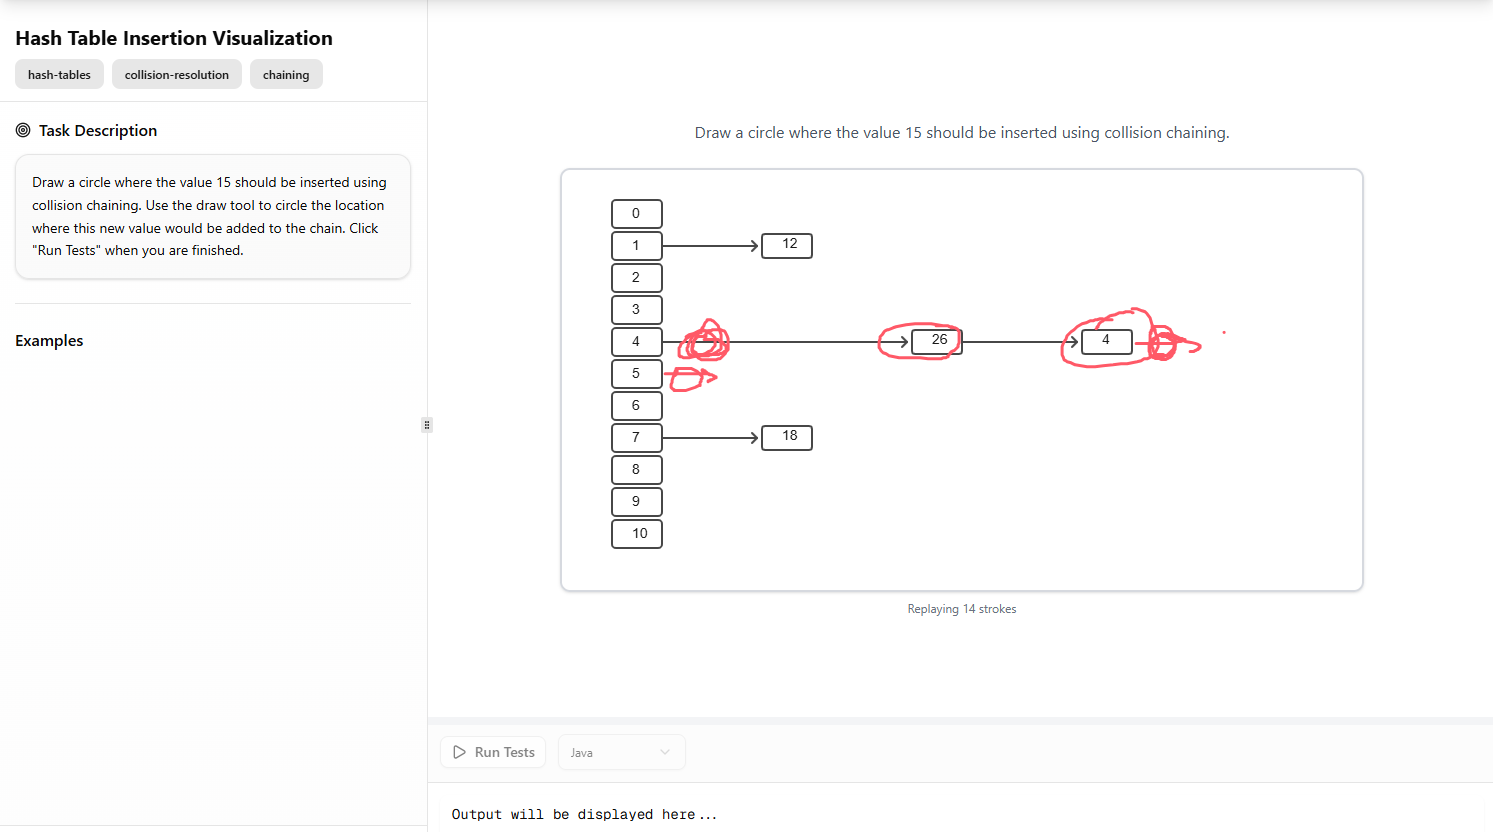 Hash Table Insertion Visualization
hash-tables collision-resolution chaining
Task Description
Draw a circle where the value 15 should be inserted using
collision chaining. Use the draw tool to circle the location
where this new value would be added to the chain. Click
"Run Tests" when you are finished.
Examples
Draw a circle where the value 15 should be inserted using collision chaining.
0
1 12
2
3
4 26 4
5
6
7 18
8
9
10
Replaying 14 strokes
Run Tests Java
Output will be displayed here...